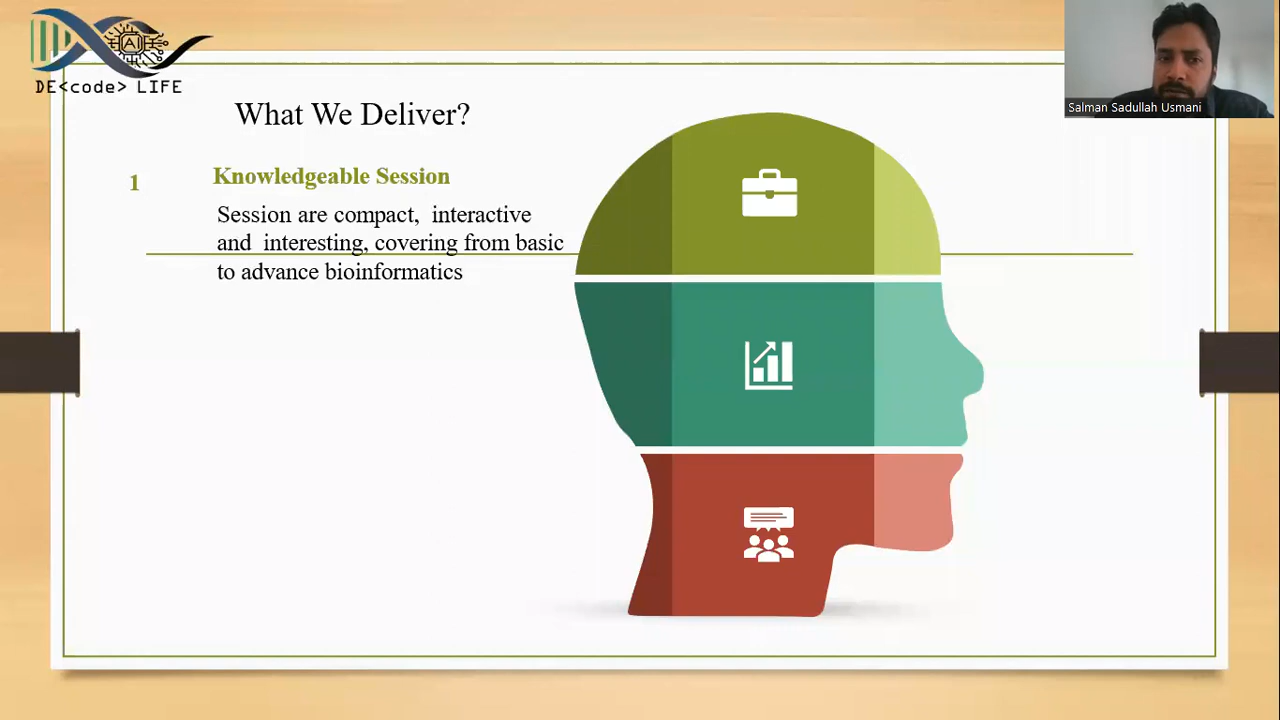 AI
DE<code> LIFE
Salman Sadullah Usmani
What We Deliver?
1
Knowledgeable Session
Session are compact,  interactive
and  interesting, covering from basic
to advance bioinformatics